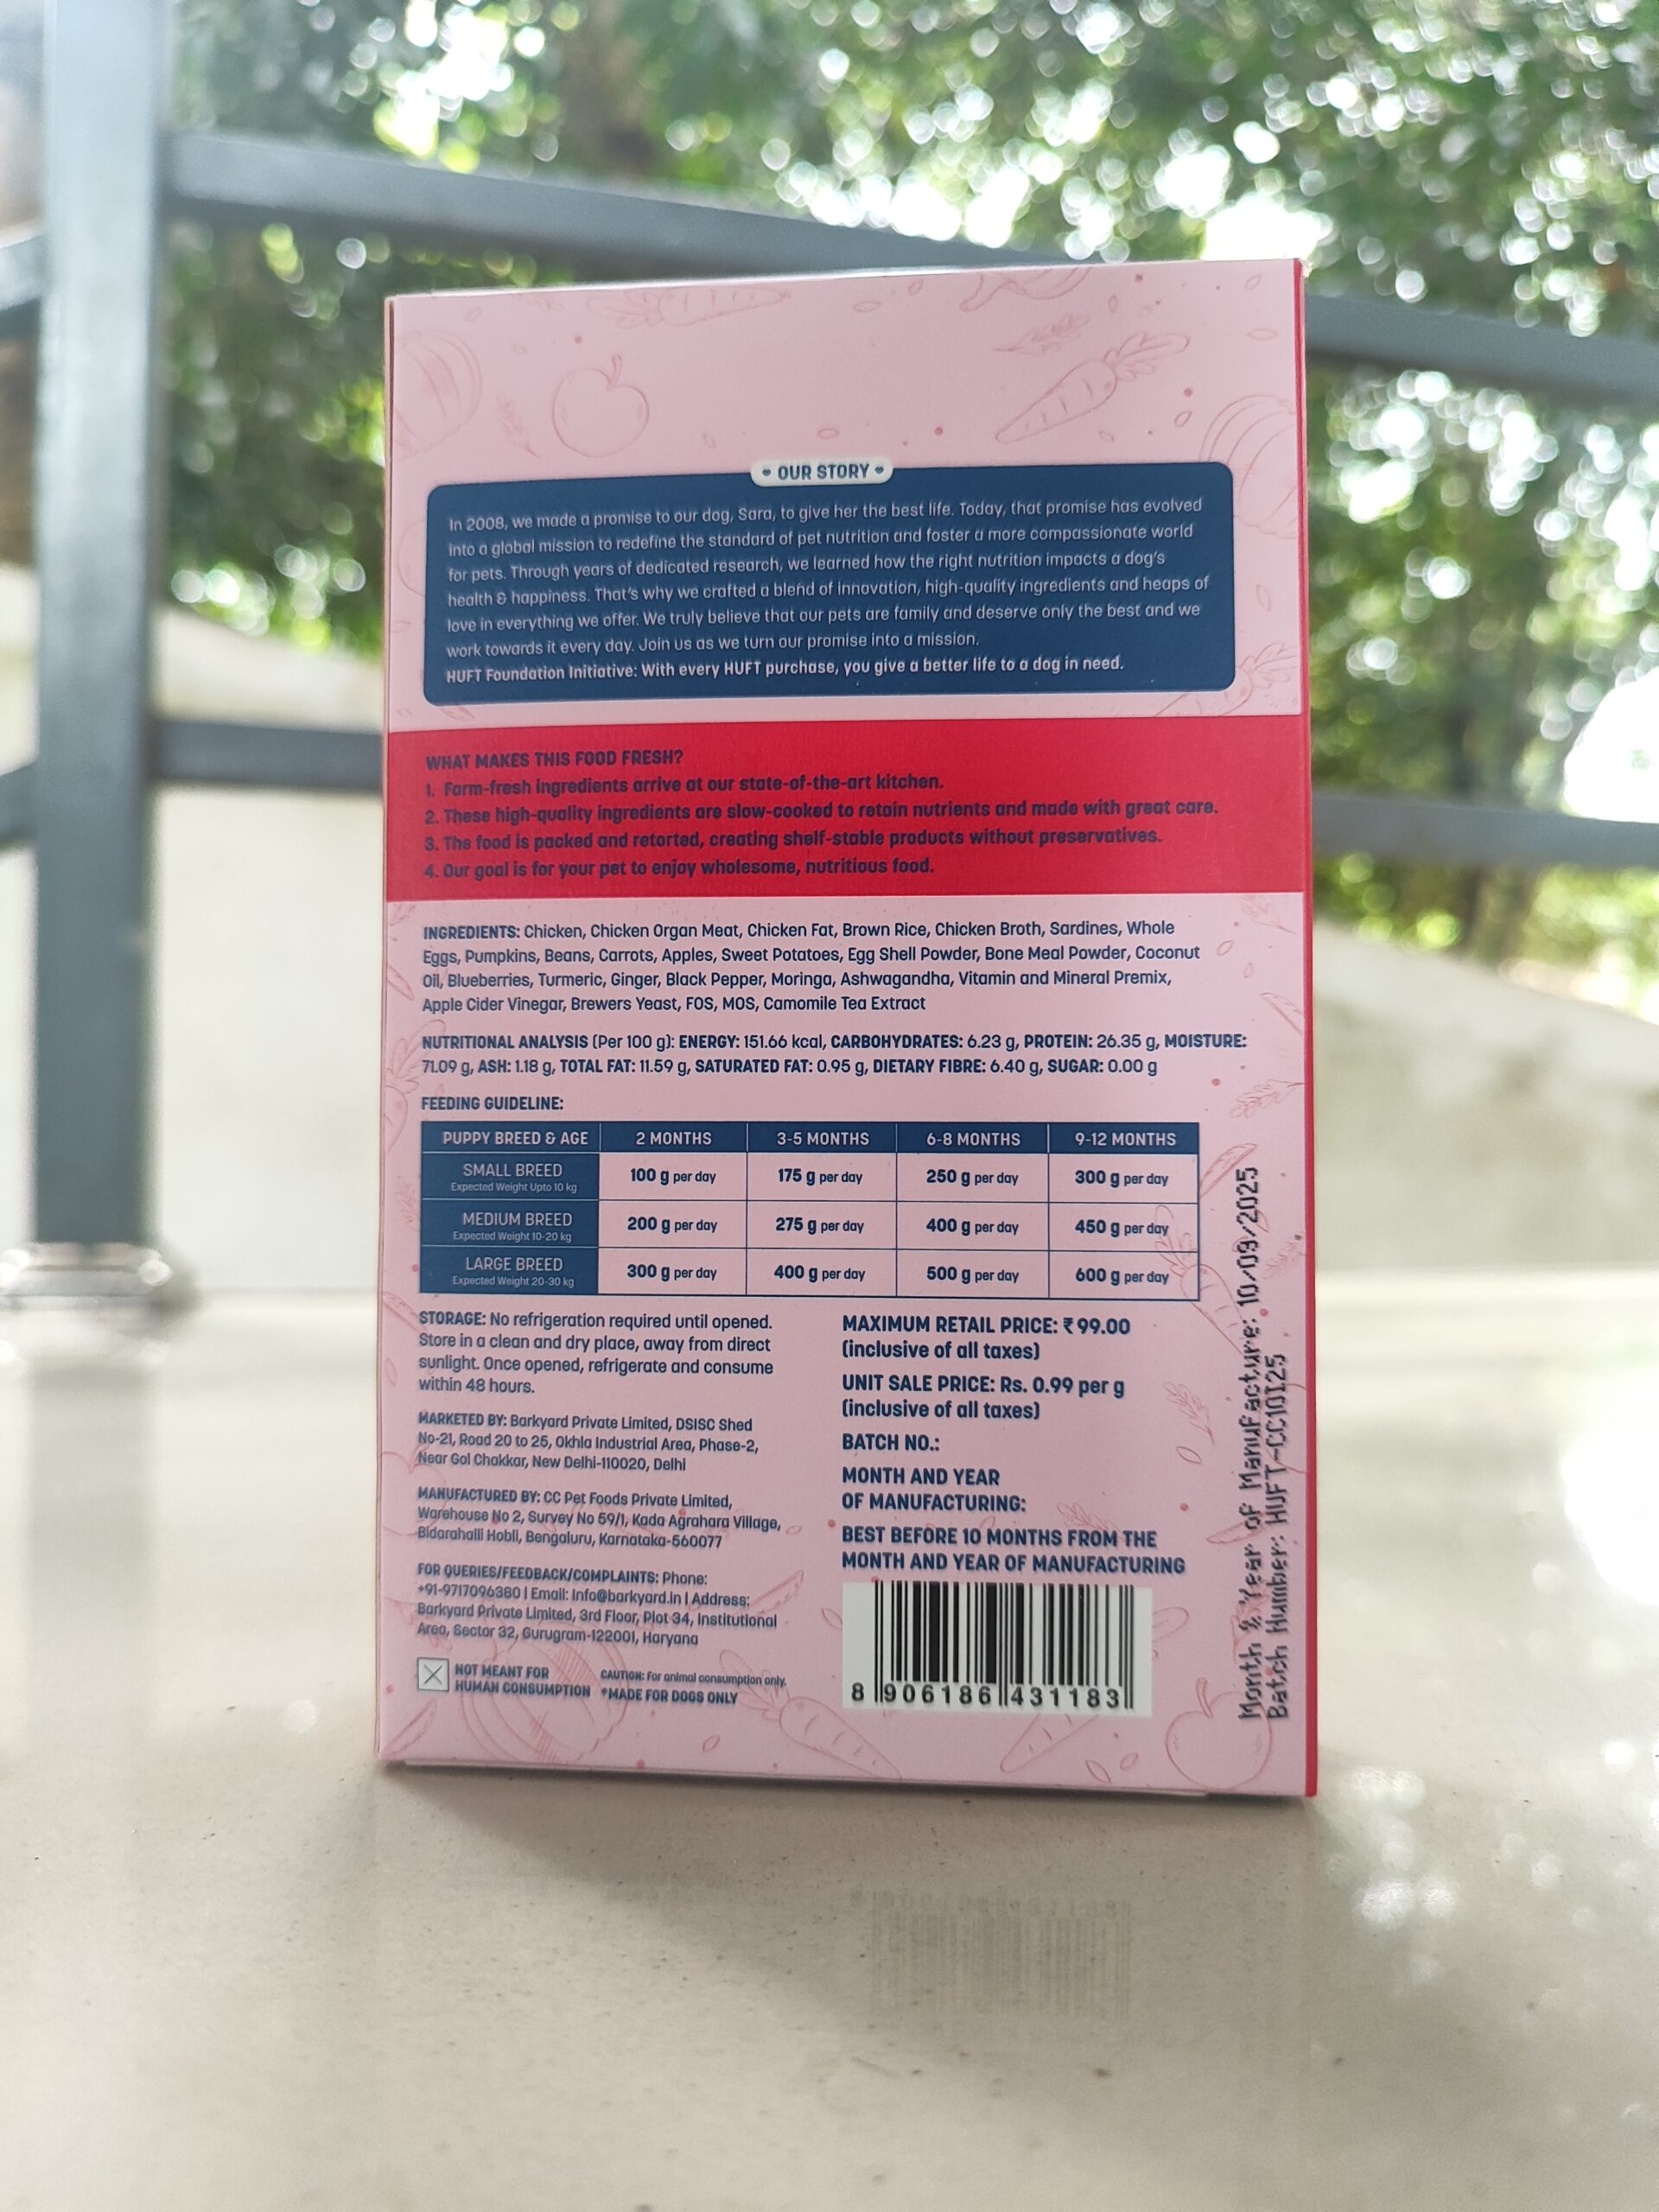 OUR STORY
In 2008, we made a promise to our dog, Sara, to give her the best life. Today, that promise has evolved
into a global mission to redefine the standard of pet nutrition and foster a more compassionate world
for pets. Through years of dedicated research, we learned how the right nutrition impacts a dog's
health & happiness. That's why we crafted a blend of innovation, high-quality ingredients and heaps of
love in everything we offer. We truly believe that our pets are family and deserve only the best and we
work towards it every day. Join us as we turn our promise into a mission.
HUFT Foundation Initiative: With every HUFT purchase, you give a better life to a dog in need.
WHAT MAKES THIS FOOD FRESH?
1. Farm-fresh ingredients arrive at our state-of-the-art kitchen.
2. These high-quality ingredients are slow-cooked to retain nutrients and made with great care.
3. The food is packed and retorted, creating shelf-stable products without preservatives.
4. Our goal is for your pet to enjoy wholesome, nutritious food.
INGREDIENTS: Chicken, Chicken Organ Meat, Chicken Fat, Brown Rice, Chicken Broth, Sardines, Whole
Eggs, Pumpkins, Beans, Carrots, Apples, Sweet Potatoes, Egg Shell Powder, Bone Meal Powder, Coconut
Oil, Blueberries, Turmeric, Ginger, Black Pepper, Moringa, Ashwagandha, Vitamin and Mineral Premix,
Apple Cider Vinegar, Brewers Yeast, FOS, MOS, Camomile Tea Extract
NUTRITIONAL ANALYSIS (Per 100 g): ENERGY: 151.66 kcal, CARBOHYDRATES: 6.23 g, PROTEIN: 26.35 g, MOISTURE:
71.09 g, ASH: 1.18 g, TOTAL FAT: 11.59 g, SATURATED FAT: 0.95 g, DIETARY FIBRE: 6.40 g, SUGAR: 0.00 g
FEEDING GUIDELINE:
PUPPY BREED & AGE 2 MONTHS 3-5 MONTHS 6-8 MONTHS 9-12 MONTHS
SMALL BREED
Expected Weight Upto 10 kg
100 g per day 175 g per day 250 g per day 300 g per day
MEDIUM BREED
Expected Weight 10-20 kg
200 g per day 275 g per day 400 g per day 450 g per day
LARGE BREED
Expected Weight 20-30 kg
300 g per day 400 g per day 500 g per day 600 g per day
STORAGE: No refrigeration required until opened.
Store in a clean and dry place, away from direct
sunlight. Once opened, refrigerate and consume
within 48 hours.
MARKETED BY: Barkyard Private Limited, DSISC Shed
No-21, Road 20 to 25, Okhla Industrial Area, Phase-2,
Near Gol Chakkar, New Delhi-110020, Delhi
MANUFACTURED BY: CC Pet Foods Private Limited,
Warehouse No 2, Survey No 59/1, Kada Agrahara Village,
Bidarahalli Hobli, Bengaluru, Karnataka-560077
FOR QUERIES/FEEDBACK/COMPLAINTS: Phone:
+91-9717096380 | Email: Info@barkyard.in | Address:
Barkyard Private Limited, 3rd Floor, Plot 34, Institutional
Area, Sector 32, Gurugram-122001, Haryana
NOT MEANT FOR
HUMAN CONSUMPTION
CAUTION: For animal consumption only.
*MADE FOR DOGS ONLY
MAXIMUM RETAIL PRICE: ₹ 99.00
(inclusive of all taxes)
UNIT SALE PRICE: Rs. 0.99 per g
(inclusive of all taxes)
BATCH NO.:
MONTH AND YEAR
OF MANUFACTURING:
BEST BEFORE 10 MONTHS FROM THE
MONTH AND YEAR OF MANUFACTURING
8 906186 431183
Month & Year of Manufacture: 10/09/2025
Batch Number: HUFT-CC10I25